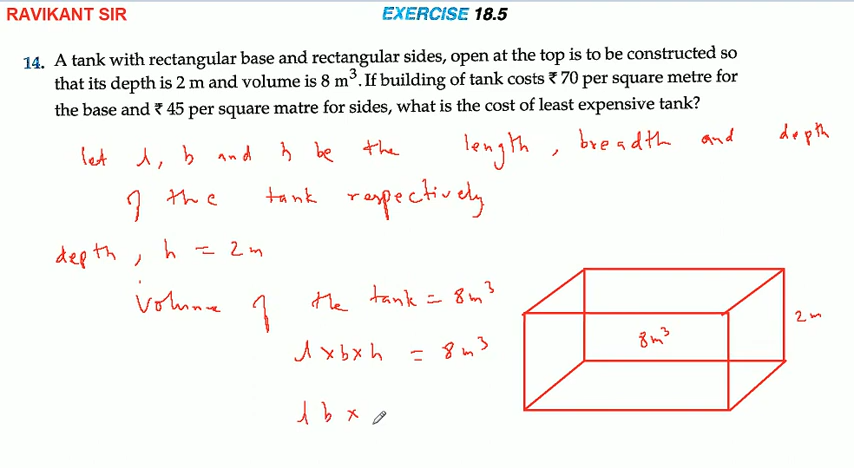 RAVIKANT SIR
EXERCISE 18.5
14. A tank with rectangular base and rectangular sides, open at the top is to be constructed so
that its depth is 2 m and volume is 8 m³. If building of tank costs ₹ 70 per square metre for
the base and ₹ 45 per square matre for sides, what is the cost of least expensive tank?
let l, b and h be the length, breadth and depth
of the tank respectively
depth, h = 2m
Volume of the tank = 8m³
l × b × h = 8m³
l b ×
8m³
2m